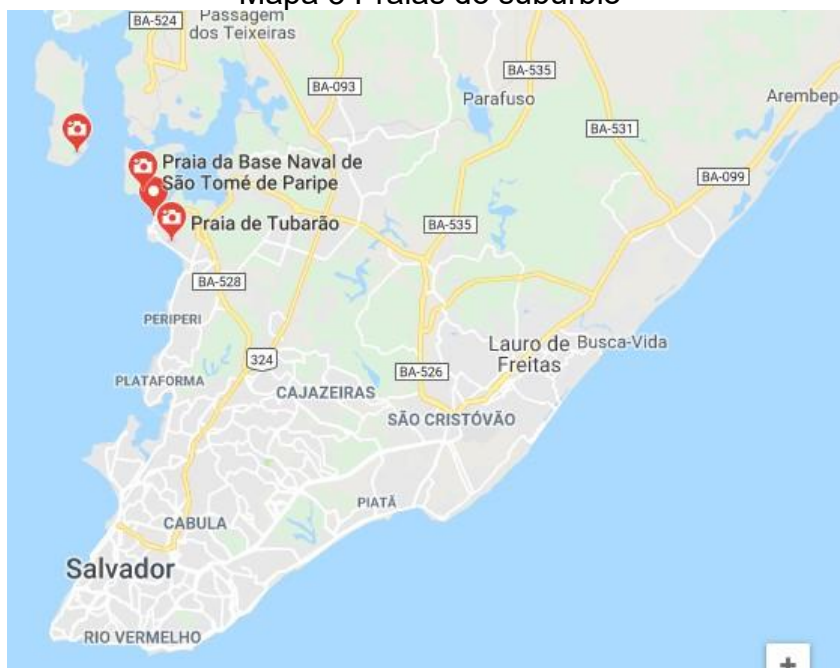 Mapa 6 Praias do subúrbio
BA-524
Passagem
dos Teixeiras
BA-093
BA-535
Parafuso
Arembepe
BA-531
Praia da Base Naval de
São Tomé de Paripe
BA-099
Praia de Tubarão
BA-535
BA-528
PERIPERI
324
Lauro de
Freitas
Busca-Vida
PLATAFORMA
BA-526
CAJAZEIRAS
SÃO CRISTÓVÃO
PIATÃ
CABULA
Salvador
RIO VERMELHO
+